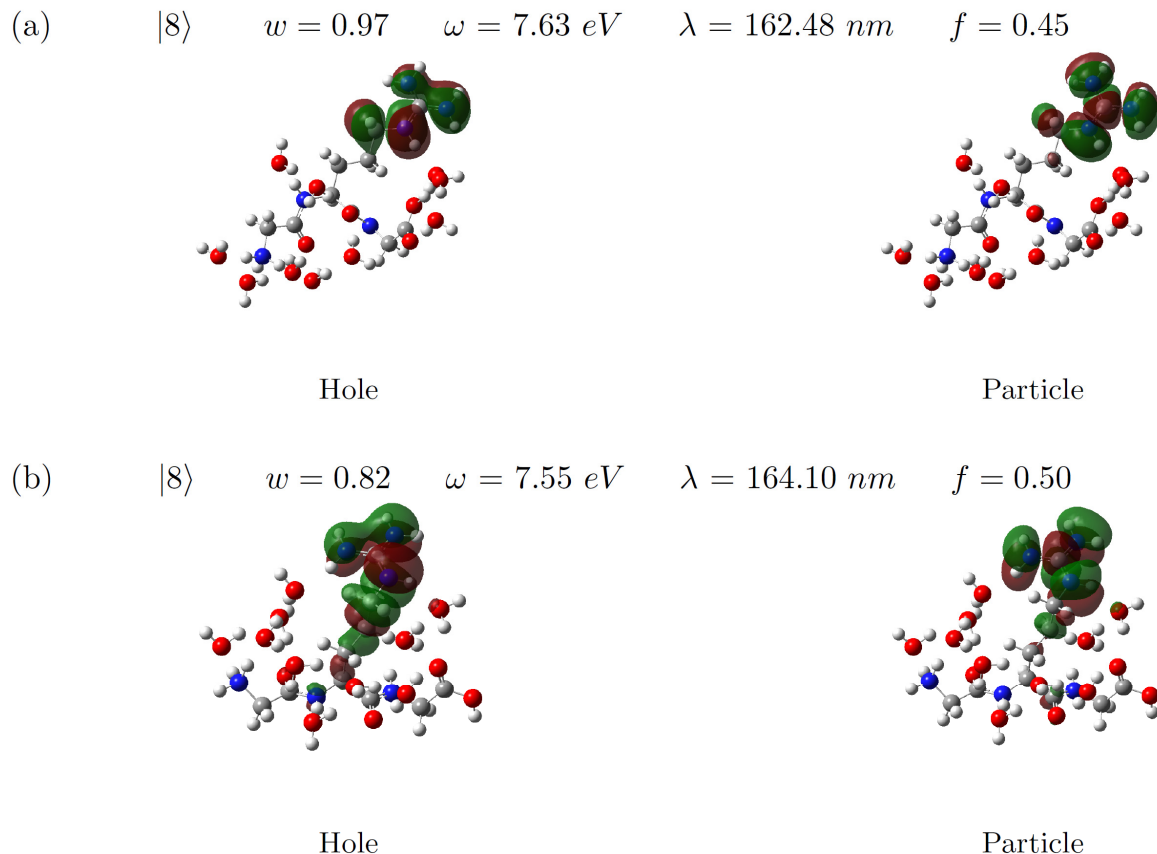 (a) |8⟩ w = 0.97 ω = 7.63 eV λ = 162.48 nm f = 0.45
Hole Particle
(b) |8⟩ w = 0.82 ω = 7.55 eV λ = 164.10 nm f = 0.50
Hole Particle